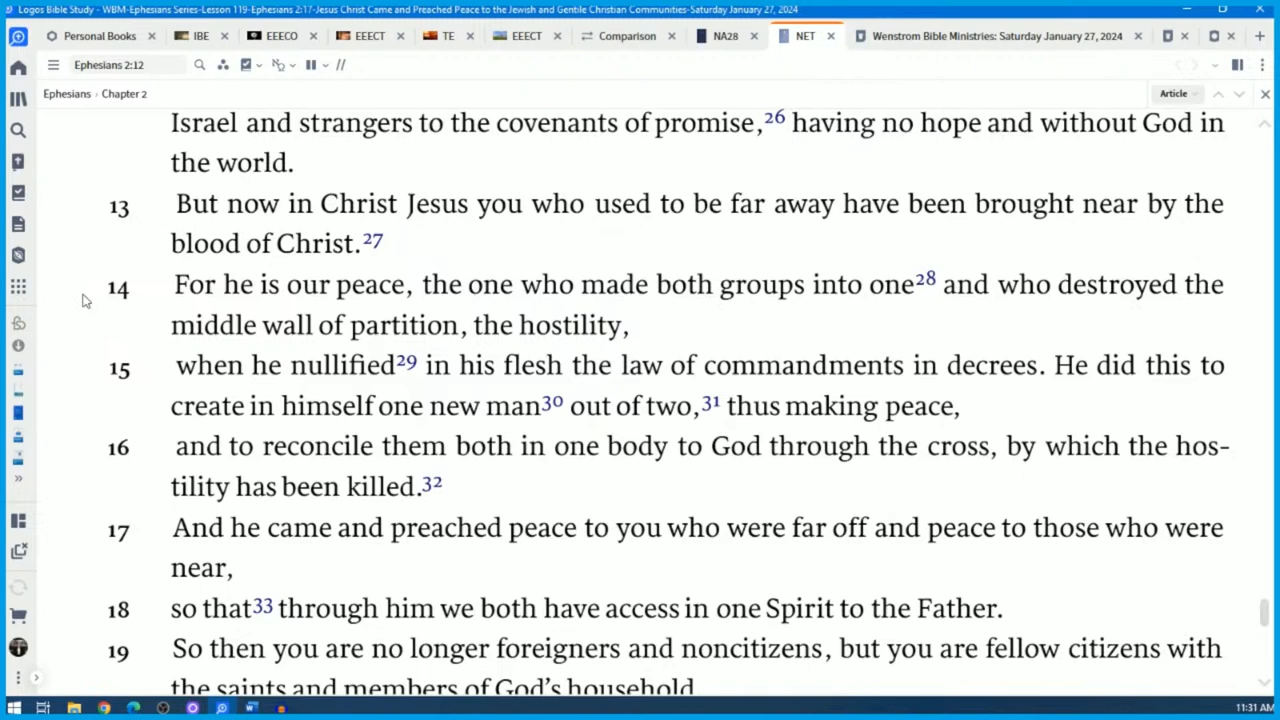 Logos Bible Study - WBM-Ephesians Series-Lesson 119-Ephesians 2:17-Jesus Christ Came and Preached Peace to the Jewish and Gentile Christian Communities-Saturday January 27, 2024
Personal Books IBE EEECO EEECT TE EEECT Comparison NA28 NET Wenstrom Bible Ministries: Saturday January 27, 2024
Ephesians 2:12
Ephesians › Chapter 2 Article
Israel and strangers to the covenants of promise,26 having no hope and without God in
the world.
13 But now in Christ Jesus you who used to be far away have been brought near by the
blood of Christ.27
14 For he is our peace, the one who made both groups into one28 and who destroyed the
middle wall of partition, the hostility,
15 when he nullified29 in his flesh the law of commandments in decrees. He did this to
create in himself one new man30 out of two,31 thus making peace,
16 and to reconcile them both in one body to God through the cross, by which the hos-
tility has been killed.32
17 And he came and preached peace to you who were far off and peace to those who were
near,
18 so that33 through him we both have access in one Spirit to the Father.
19 So then you are no longer foreigners and noncitizens, but you are fellow citizens with
the saints and members of God's household
11:31 AM